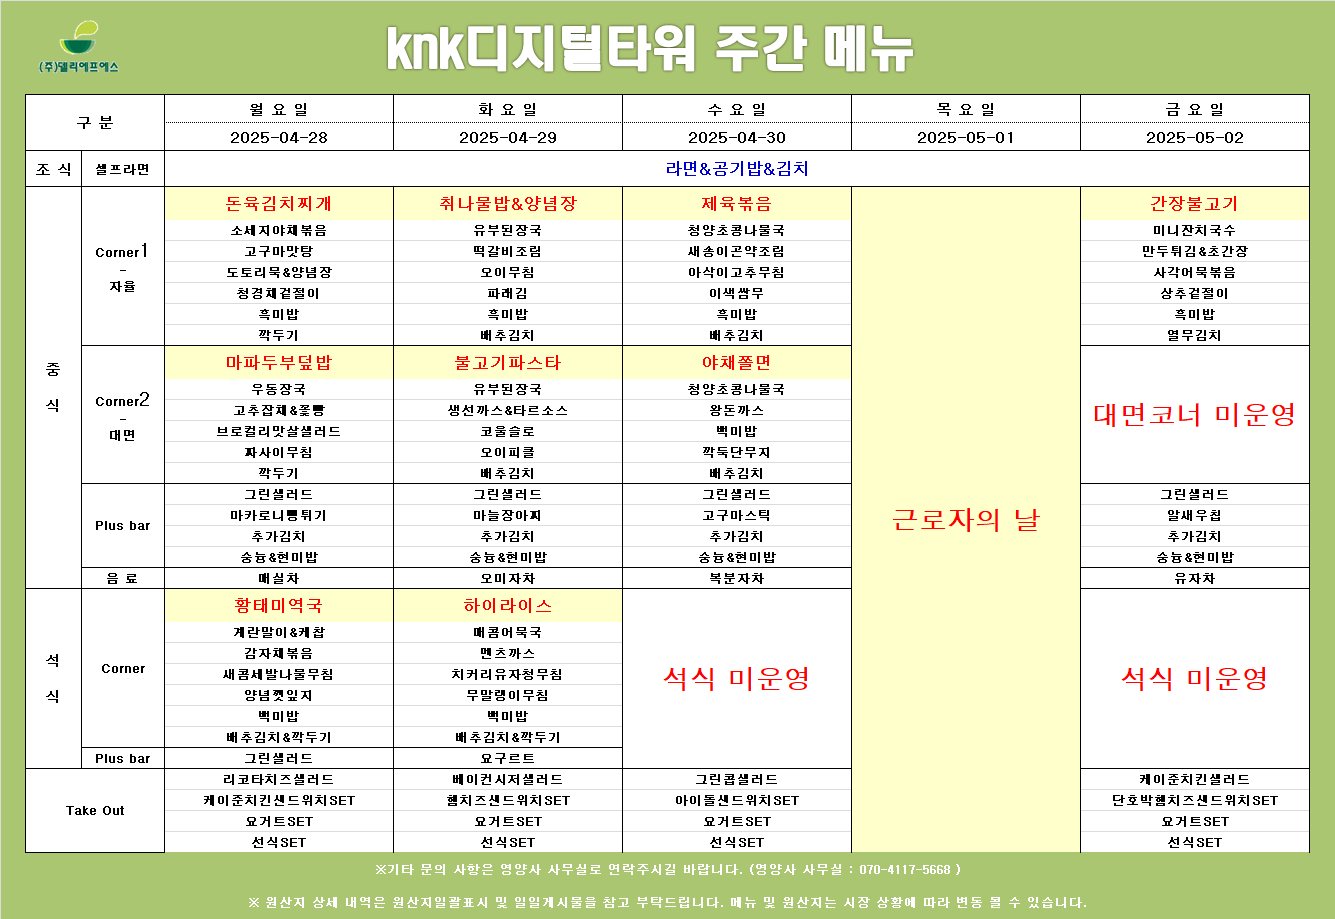 (주)델리에프에스
knk디지털타워 주간 메뉴
구 분 월 요 일 화 요 일 수 요 일 목 요 일 금 요 일
2025-04-28 2025-04-29 2025-04-30 2025-05-01 2025-05-02
조 식 셀프라면 라면&공기밥&김치
중 식
Corner1
-
자율
돈육김치찌개 취나물밥&양념장 제육볶음 간장불고기
소세지야채볶음 유부된장국 청양초콩나물국 미니잔치국수
고구마맛탕 떡갈비조림 새송이곤약조림 만두튀김&초간장
도토리묵&양념장 오이무침 아삭이고추무침 사각어묵볶음
청경채겉절이 파래김 이색쌈무 상추겉절이
흑미밥 흑미밥 흑미밥 흑미밥
깍두기 배추김치 배추김치 열무김치
Corner2
-
대면
마파두부덮밥 불고기파스타 야채쫄면
우동장국 유부된장국 청양초콩나물국
고추잡채&꽃빵 생선까스&타르소스 왕돈까스
브로컬리맛살샐러드 코울슬로 백미밥
짜사이무침 오이피클 깍둑단무지
깍두기 배추김치 배추김치
대면코너 미운영
근로자의 날
Plus bar
그린샐러드 그린샐러드 그린샐러드 그린샐러드
마카로니뻥튀기 마늘장아찌 고구마스틱 알새우칩
추가김치 추가김치 추가김치 추가김치
숭늉&현미밥 숭늉&현미밥 숭늉&현미밥 숭늉&현미밥
음 료 매실차 오미자차 복분자차 유자차
석 식
Corner
황태미역국 하이라이스
계란말이&케찹 매콤어묵국
감자채볶음 멘츠까스
새콤세발나물무침 치커리유자청무침
양념깻잎지 무말랭이무침
백미밥 백미밥
배추김치&깍두기 배추김치&깍두기
석식 미운영 석식 미운영
Plus bar 그린샐러드 요구르트
Take Out
리코타치즈샐러드 베이컨시저샐러드 그린콥샐러드 케이준치킨샐러드
케이준치킨샌드위치SET 햄치즈샌드위치SET 아이돌샌드위치SET 단호박햄치즈샌드위치SET
요거트SET 요거트SET 요거트SET 요거트SET
선식SET 선식SET 선식SET 선식SET
※기타 문의 사항은 영양사 사무실로 연락주시길 바랍니다. (영양사 사무실 : 070-4117-5668 )
※ 원산지 상세 내역은 원산지일괄표시 및 일일게시물을 참고 부탁드립니다. 메뉴 및 원산지는 시장 상황에 따라 변동 될 수 있습니다.